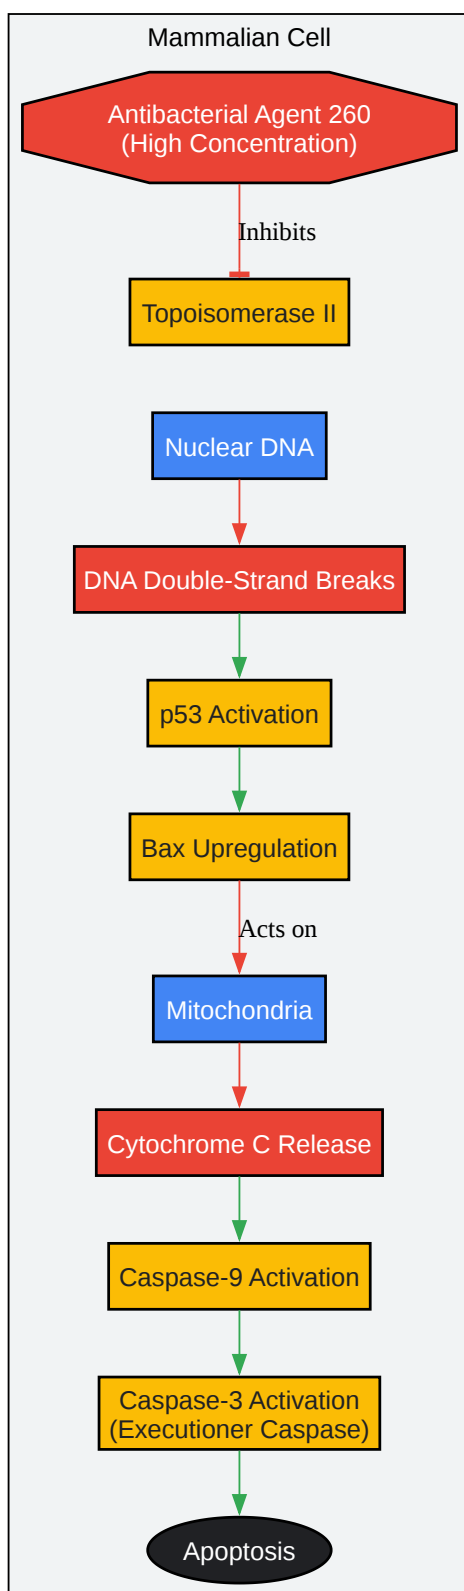 Mammalian Cell
Antibacterial Agent 260
(High Concentration)
Inhibits
Topoisomerase II
Nuclear DNA
DNA Double-Strand Breaks
p53 Activation
Bax Upregulation
Acts on
Mitochondria
Cytochrome C Release
Caspase-9 Activation
Caspase-3 Activation
(Executioner Caspase)
Apoptosis